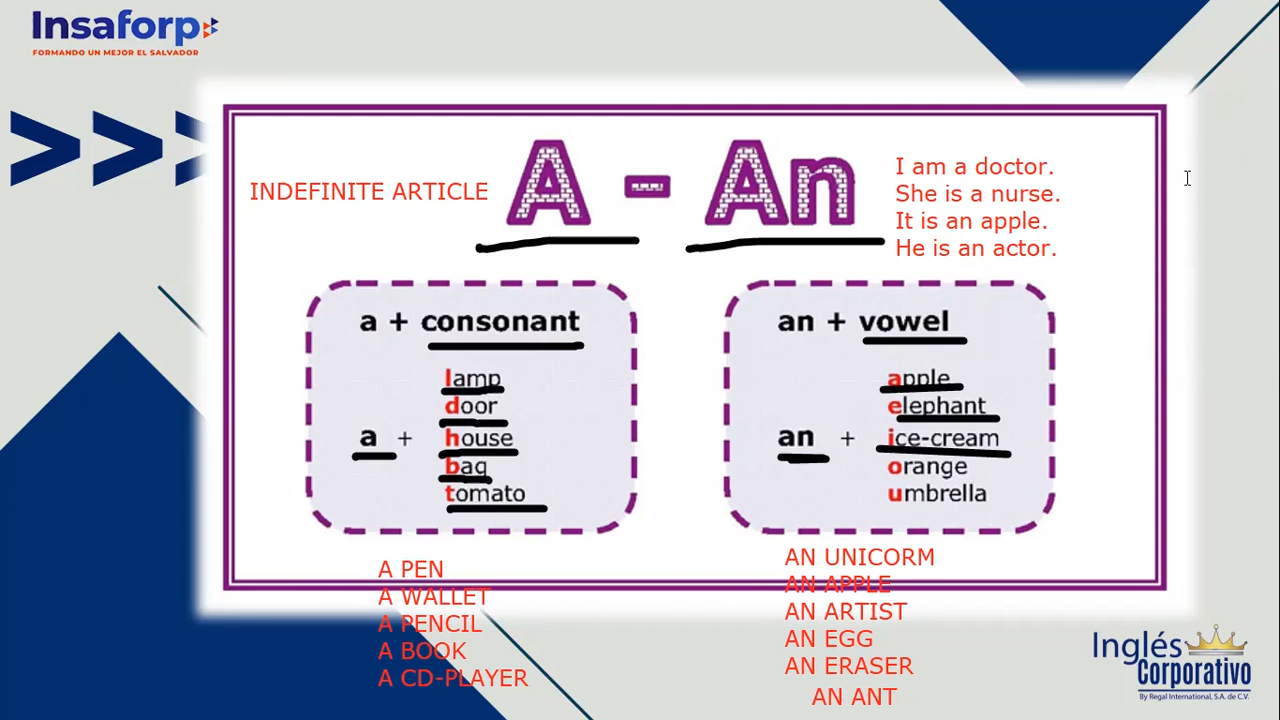 Insaforp
FORMANDO UN MEJOR EL SALVADOR
INDEFINITE ARTICLE
A - An
I am a doctor.
She is a nurse.
It is an apple.
He is an actor.
a + consonant
a +
lamp
door
house
bag
tomato
an + vowel
an +
apple
elephant
ice-cream
orange
umbrella
A PEN
A WALLET
A PENCIL
A BOOK
A CD-PLAYER
AN UNICORM
AN APPLE
AN ARTIST
AN EGG
AN ERASER
AN ANT
Inglés
Corporativo
By Regal International, S.A. de C.V.